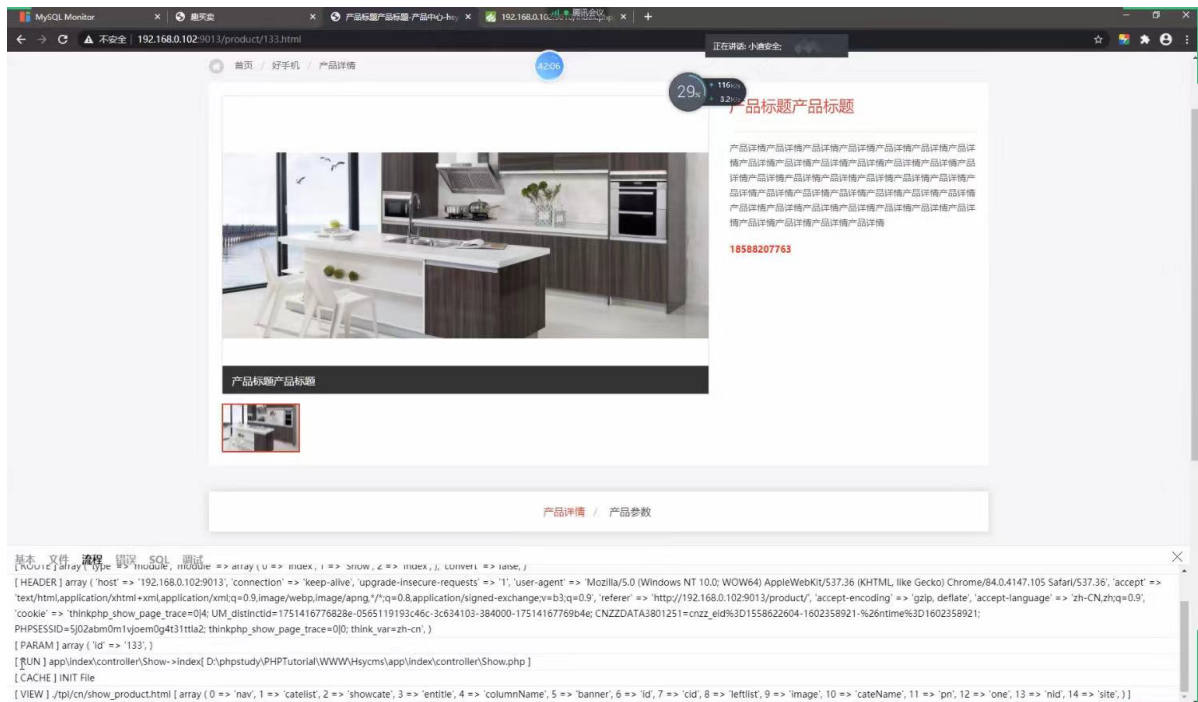 MySQL Monitor
趣买卖
产品标题产品标题-产品中心-hsy
腾讯会议
不安全 192.168.0.102:9013/product/133.html
正在讲话: 小迪安全;
首页 / 好手机 / 产品详情
42:06
29%
116K/s
3.2K/s
产品标题产品标题
产品详情产品详情产品详情产品详情产品详情产品详情产品详
情产品详情产品详情产品详情产品详情产品详情产品详情产品
详情产品详情产品详情产品详情产品详情产品详情产品详情产
品详情产品详情产品详情产品详情产品详情产品详情产品详情
产品详情产品详情产品详情产品详情产品详情产品详情产品详
情产品详情产品详情产品详情产品详情
18588207763
产品标题产品标题
产品详情 / 产品参数
基本 文件 流程 错误 SQL 调试
[ ROUTE ] array ( 'type' => 'module', 'module' => array ( 0 => 'index', 1 => 'Show', 2 => 'index', ), 'convert' => false, )
[ HEADER ] array ( 'host' => '192.168.0.102:9013', 'connection' => 'keep-alive', 'upgrade-insecure-requests' => '1', 'user-agent' => 'Mozilla/5.0 (Windows NT 10.0; WOW64) AppleWebKit/537.36 (KHTML, like Gecko) Chrome/84.0.4147.105 Safari/537.36', 'accept' =>
'text/html,application/xhtml+xml,application/xml;q=0.9,image/webp,image/apng,*/*;q=0.8,application/signed-exchange;v=b3;q=0.9', 'referer' => 'http://192.168.0.102:9013/product/', 'accept-encoding' => 'gzip, deflate', 'accept-language' => 'zh-CN,zh;q=0.9',
'cookie' => 'thinkphp_show_page_trace=0|4; UM_distinctid=1751416776828e-0565119193c46c-3c634103-384000-17514167769b4e; CNZZDATA3801251=cnzz_eid%3D1558622604-1602358921-%26ntime%3D1602358921;
PHPSESSID=5j02abm0m1vjoem0g4t31ttla2; thinkphp_show_page_trace=0|0; think_var=zh-cn', )
[ PARAM ] array ( 'id' => '133', )
[ RUN ] app\index\controller\Show->index[ D:\phpstudy\PHPTutorial\WWW\Hsycms\app\index\controller\Show.php ]
[ CACHE ] INIT File
[ VIEW ] ./tpl/cn/show_product.html [ array ( 0 => 'nav', 1 => 'catelist', 2 => 'showcate', 3 => 'entitle', 4 => 'columnName', 5 => 'banner', 6 => 'id', 7 => 'cid', 8 => 'leftlist', 9 => 'image', 10 => 'cateName', 11 => 'pn', 12 => 'one', 13 => 'nId', 14 => 'site', ) ]